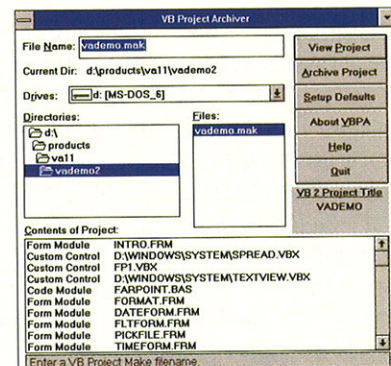 VB Project Archiver
File Name: vademo.mak
Current Dir: d:\products\va11\vademo2
Drives: d: [MS-DOS_6]
Directories:
d:\
products
va11
vademo2
Files:
vademo.mak
View Project
Archive Project
Setup Defaults
About VBPA
Help
Quit
VB 2 Project Title
VADEMO
Contents of Project:
Form Module INTRO.FRM
Custom Control D:\WINDOWS\SYSTEM\SPREAD.VBX
Custom Control FP1.VBX
Custom Control D:\WINDOWS\SYSTEM\TEXTVIEW.VBX
Code Module FARPOINT.BAS
Form Module FORMAT.FRM
Form Module DATEFORM.FRM
Form Module FLTFORM.FRM
Form Module PICKFILE.FRM
Form Module TIMEFORM.FRM
Enter a VB Project Make filename.